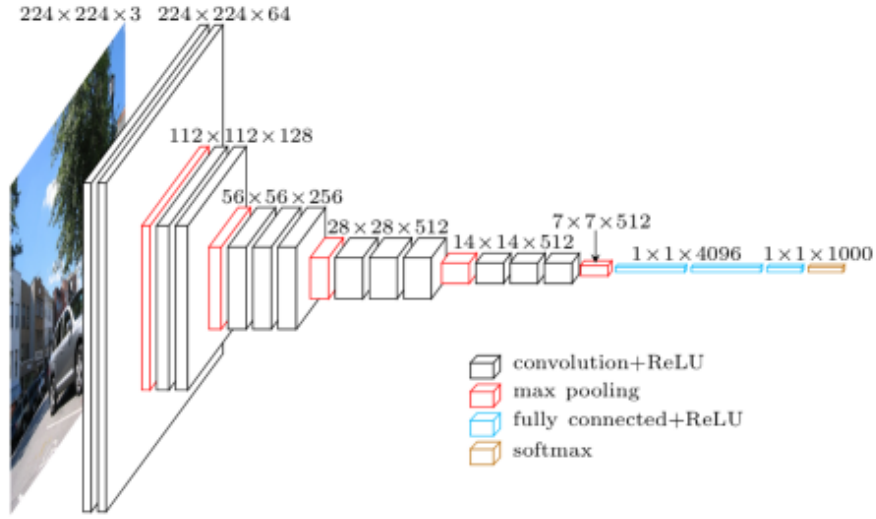 224×224×3
224×224×64
112×112×128
56×56×256
28×28×512
14×14×512
7×7×512
1×1×4096
1×1×1000
convolution+ReLU
max pooling
fully connected+ReLU
softmax